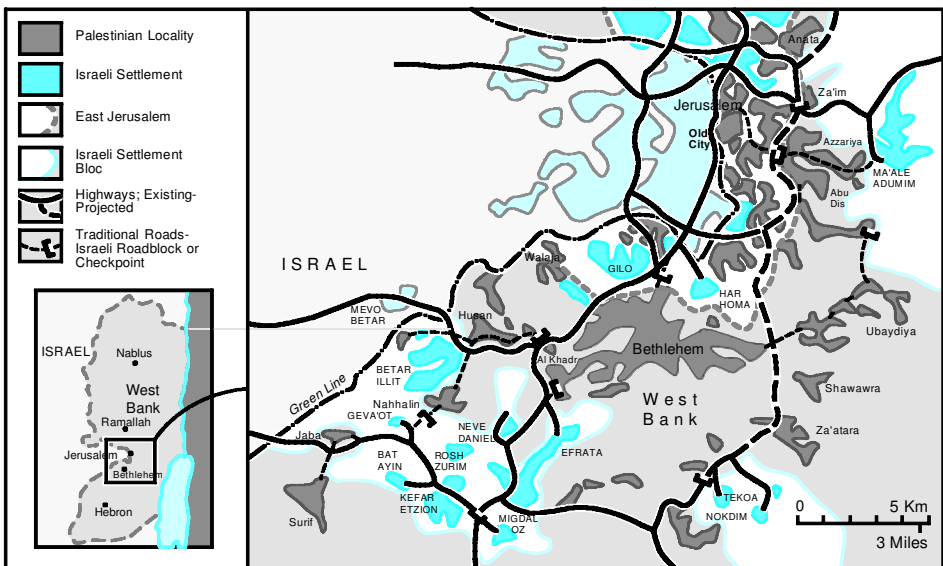 Palestinian Locality
Israeli Settlement
East Jerusalem
Israeli Settlement
Bloc
Highways; Existing-
Projected
Traditional Roads-
Israeli Roadblock or
Checkpoint
ISRAEL
Nablus
West
Bank
Ramallah
Jerusalem
Bethlehem
Hebron
Anata
Za'im
Jerusalem
Old
City
Azzariya
MA'ALE
ADUMIM
Abu
Dis
ISRAEL
Walaja
GILO
HAR
HOMA
MEVO
BETAR
Husan
Ubaydiya
Al Khadr
Bethlehem
BETAR
ILLIT
Green Line
Shawawra
West
Bank
Nahhalin
GEVA'OT
NEVE
DANIEL
Za'atara
Jaba
BAT
AYIN
ROSH
ZURIM
EFRATA
KEFAR
ETZION
TEKOA
NOKDIM
Surif
MIGDAL
OZ
0 5 Km
3 Miles